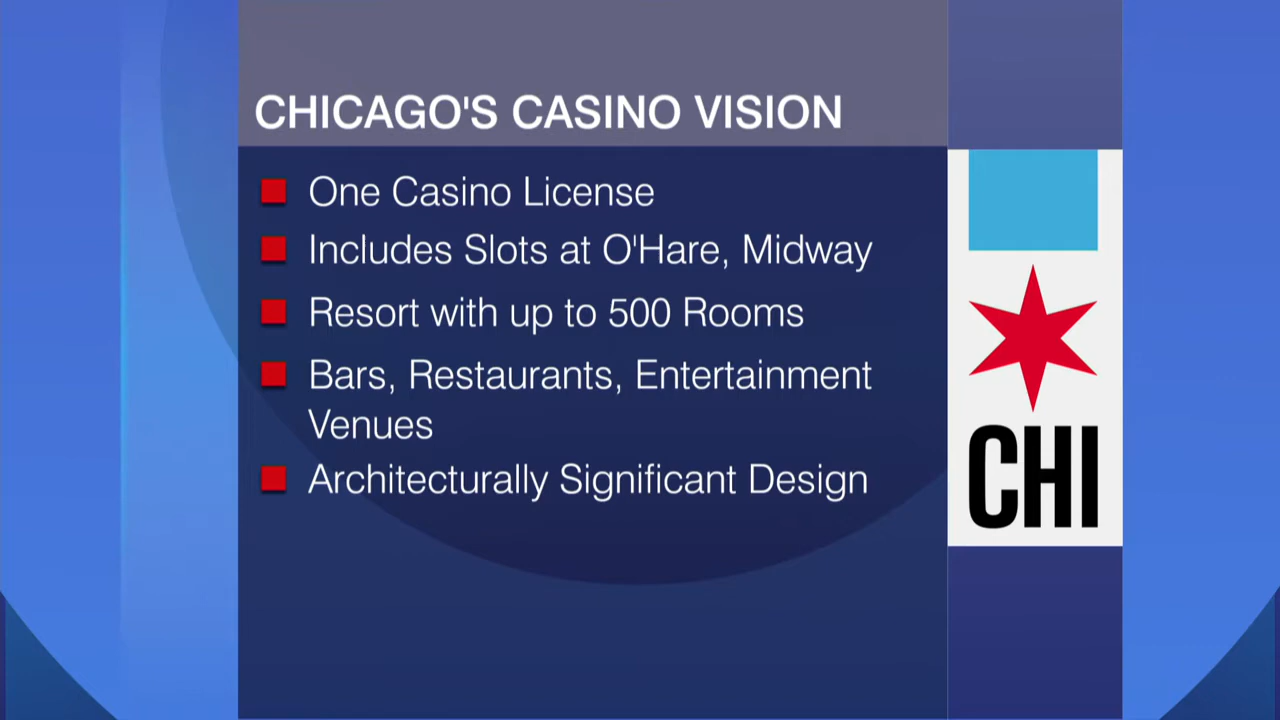 CHICAGO'S CASINO VISION
One Casino License
Includes Slots at O'Hare, Midway
Resort with up to 500 Rooms
Bars, Restaurants, Entertainment
Venues
Architecturally Significant Design
CHI